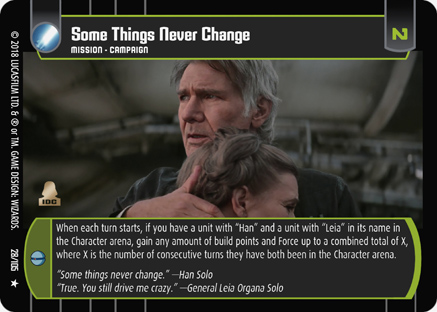 Some Things Never Change
MISSION · CAMPAIGN
N
© 2018 LUCASFILM LTD. & ® or TM. GAME DESIGN: WIZARDS.
IDC
28/105 ★
When each turn starts, if you have a unit with "Han" and a unit with "Leia" in its name in
the Character arena, gain any amount of build points and Force up to a combined total of X,
where X is the number of consecutive turns they have both been in the Character arena.
"Some things never change." —Han Solo
"True. You still drive me crazy." —General Leia Organa Solo